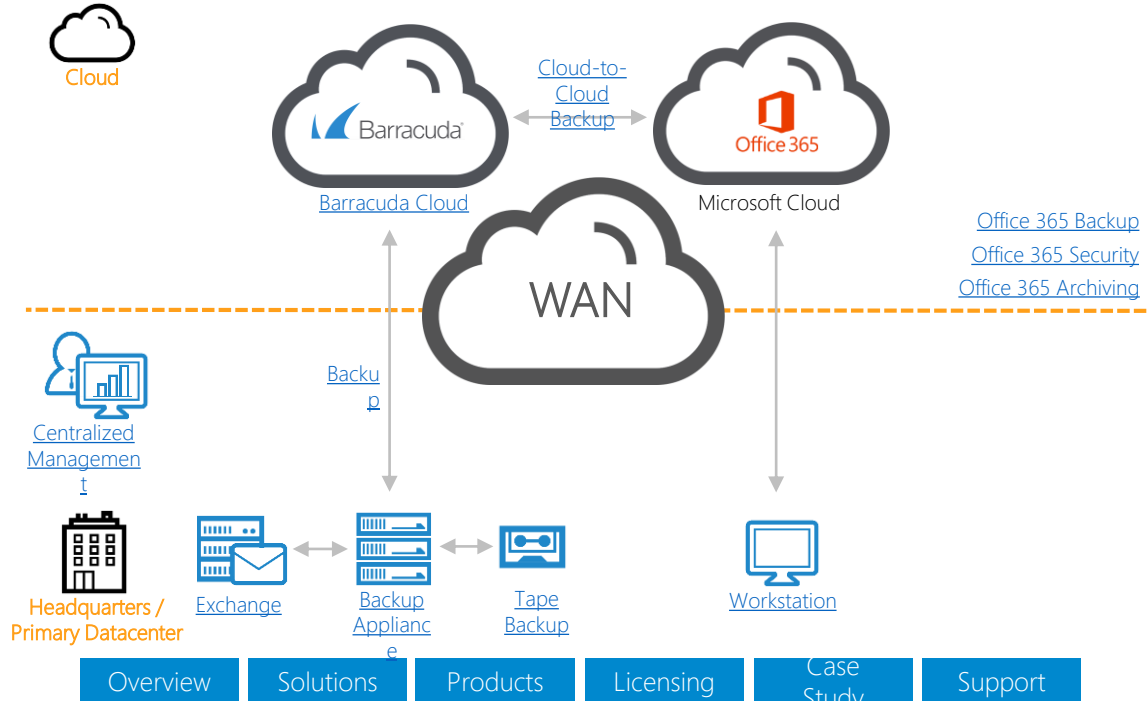 Cloud
Barracuda
Cloud-to-
Cloud
Backup
Office 365
Barracuda Cloud
Microsoft Cloud
Office 365 Backup
Office 365 Security
Office 365 Archiving
WAN
Backu
p
Centralized
Managemen
t
Headquarters /
Primary Datacenter
Exchange
Backup
Applianc
e
Tape
Backup
Workstation
Overview
Solutions
Products
Licensing
Case
Study
Support